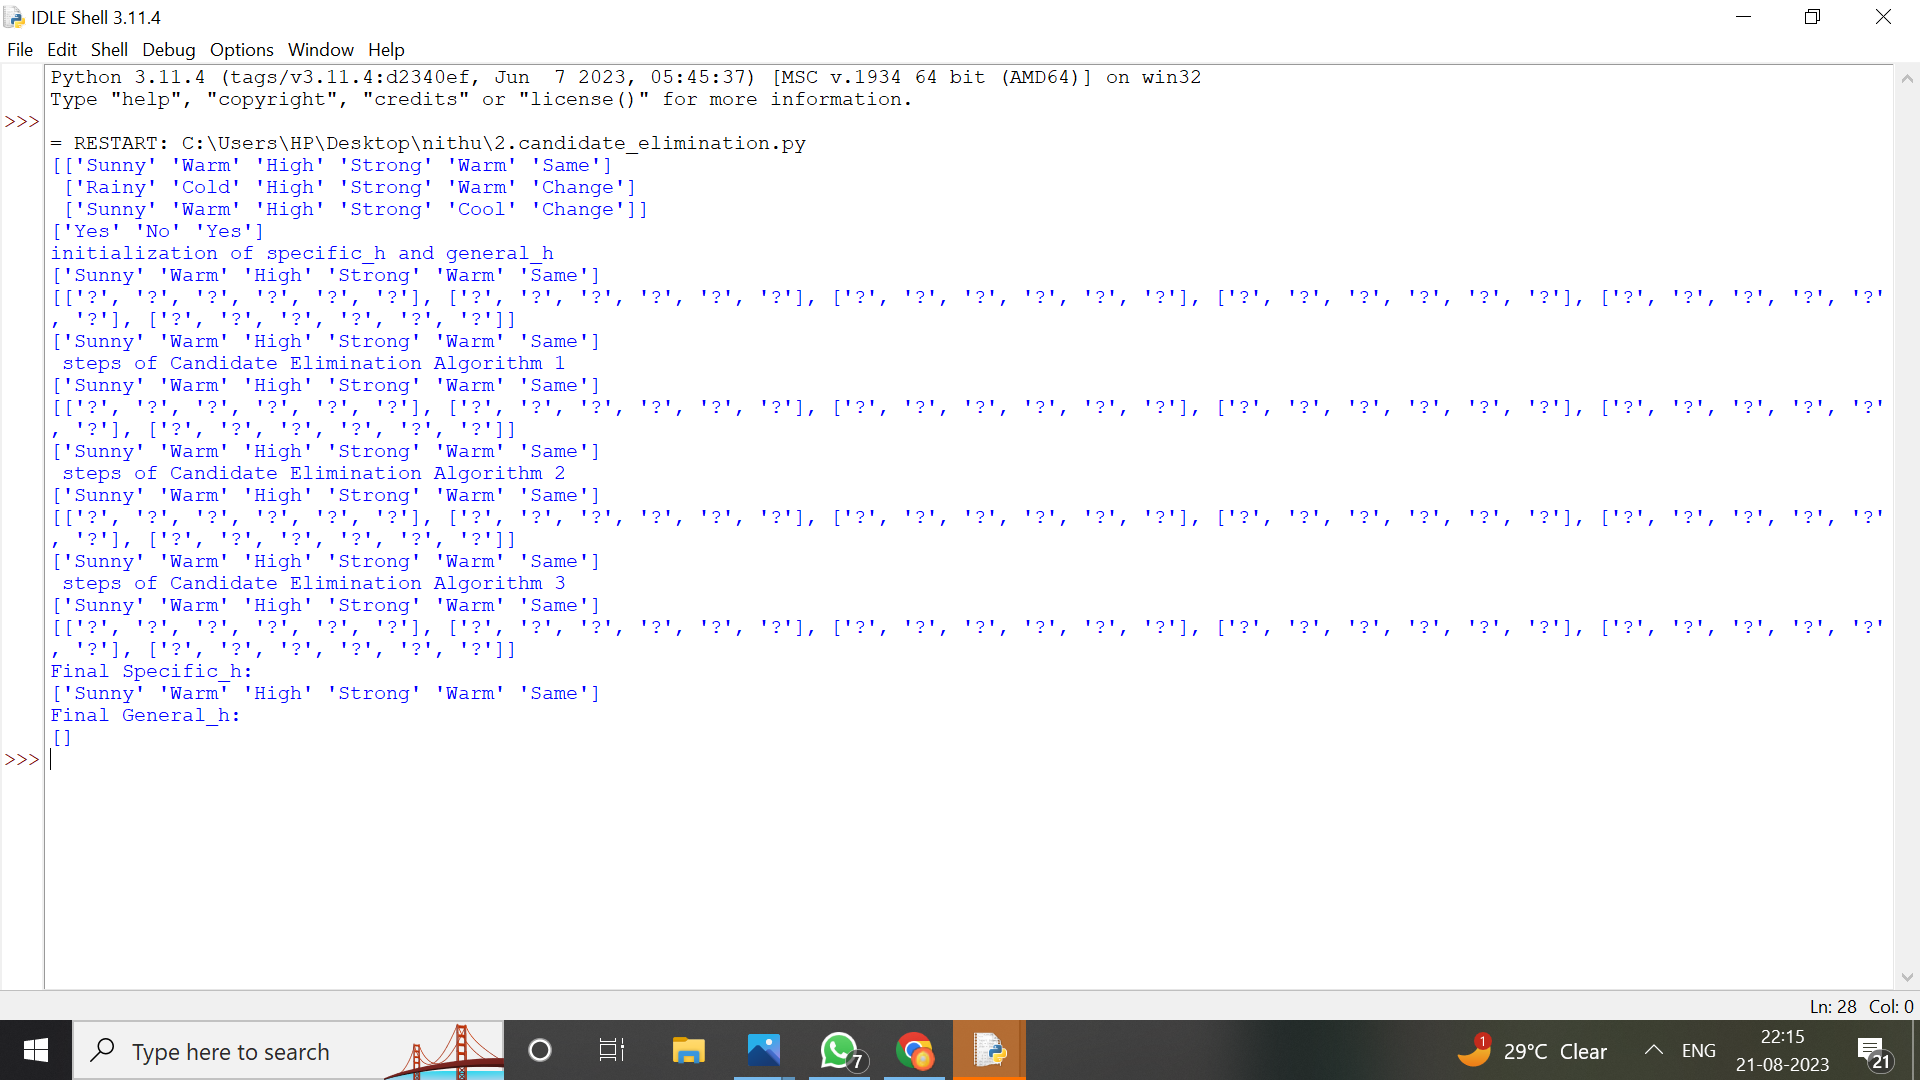 IDLE Shell 3.11.4
File Edit Shell Debug Options Window Help
Python 3.11.4 (tags/v3.11.4:d2340ef, Jun  7 2023, 05:45:37) [MSC v.1934 64 bit (AMD64)] on win32
Type "help", "copyright", "credits" or "license()" for more information.
>>>
= RESTART: C:\Users\HP\Desktop\nithu\2.candidate_elimination.py
[['Sunny' 'Warm' 'High' 'Strong' 'Warm' 'Same']
 ['Rainy' 'Cold' 'High' 'Strong' 'Warm' 'Change']
 ['Sunny' 'Warm' 'High' 'Strong' 'Cool' 'Change']]
['Yes' 'No' 'Yes']
initialization of specific_h and general_h
['Sunny' 'Warm' 'High' 'Strong' 'Warm' 'Same']
[['?', '?', '?', '?', '?', '?'], ['?', '?', '?', '?', '?', '?'], ['?', '?', '?', '?', '?', '?'], ['?', '?', '?', '?', '?', '?'], ['?', '?', '?', '?', '?'
, '?'], ['?', '?', '?', '?', '?', '?']]
['Sunny' 'Warm' 'High' 'Strong' 'Warm' 'Same']
 steps of Candidate Elimination Algorithm 1
['Sunny' 'Warm' 'High' 'Strong' 'Warm' 'Same']
[['?', '?', '?', '?', '?', '?'], ['?', '?', '?', '?', '?', '?'], ['?', '?', '?', '?', '?', '?'], ['?', '?', '?', '?', '?', '?'], ['?', '?', '?', '?', '?'
, '?'], ['?', '?', '?', '?', '?', '?']]
['Sunny' 'Warm' 'High' 'Strong' 'Warm' 'Same']
 steps of Candidate Elimination Algorithm 2
['Sunny' 'Warm' 'High' 'Strong' 'Warm' 'Same']
[['?', '?', '?', '?', '?', '?'], ['?', '?', '?', '?', '?', '?'], ['?', '?', '?', '?', '?', '?'], ['?', '?', '?', '?', '?', '?'], ['?', '?', '?', '?', '?'
, '?'], ['?', '?', '?', '?', '?', '?']]
['Sunny' 'Warm' 'High' 'Strong' 'Warm' 'Same']
 steps of Candidate Elimination Algorithm 3
['Sunny' 'Warm' 'High' 'Strong' 'Warm' 'Same']
[['?', '?', '?', '?', '?', '?'], ['?', '?', '?', '?', '?', '?'], ['?', '?', '?', '?', '?', '?'], ['?', '?', '?', '?', '?', '?'], ['?', '?', '?', '?', '?'
, '?'], ['?', '?', '?', '?', '?', '?']]
Final Specific_h:
['Sunny' 'Warm' 'High' 'Strong' 'Warm' 'Same']
Final General_h:
[]
>>>
Ln: 28 Col: 0
Type here to search
7
1
29°C Clear
ENG
22:15
21-08-2023
21